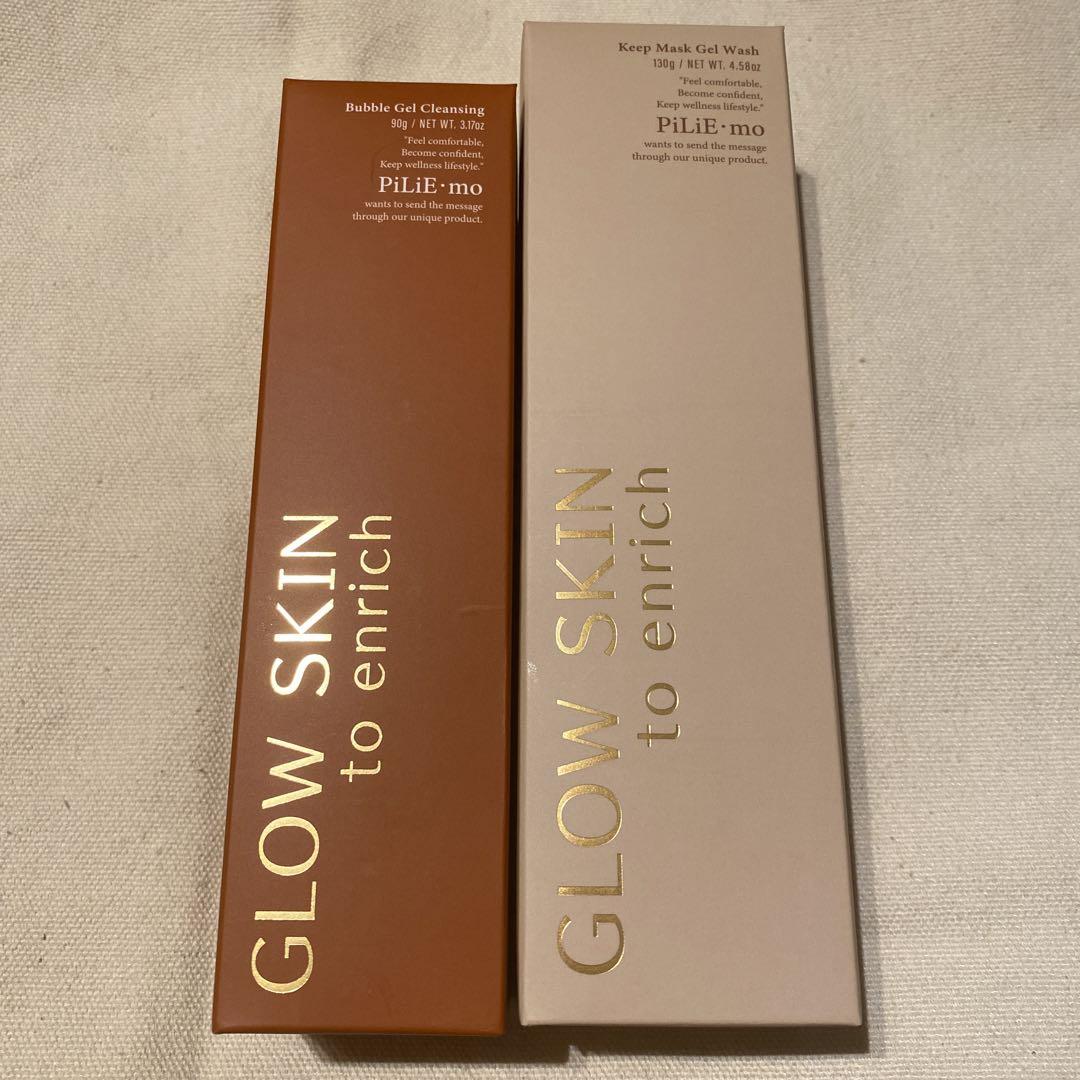 Bubble Gel Cleansing
90g / NET WT. 3.17oz
"Feel comfortable,
Become confident,
Keep wellness lifestyle."
PiLiE·mo
wants to send the message
through our unique product.
GLOW SKIN
to enrich
Keep Mask Gel Wash
130g / NET WT. 4.58oz
"Feel comfortable,
Become confident,
Keep wellness lifestyle."
PiLiE·mo
wants to send the message
through our unique product.
GLOW SKIN
to enrich